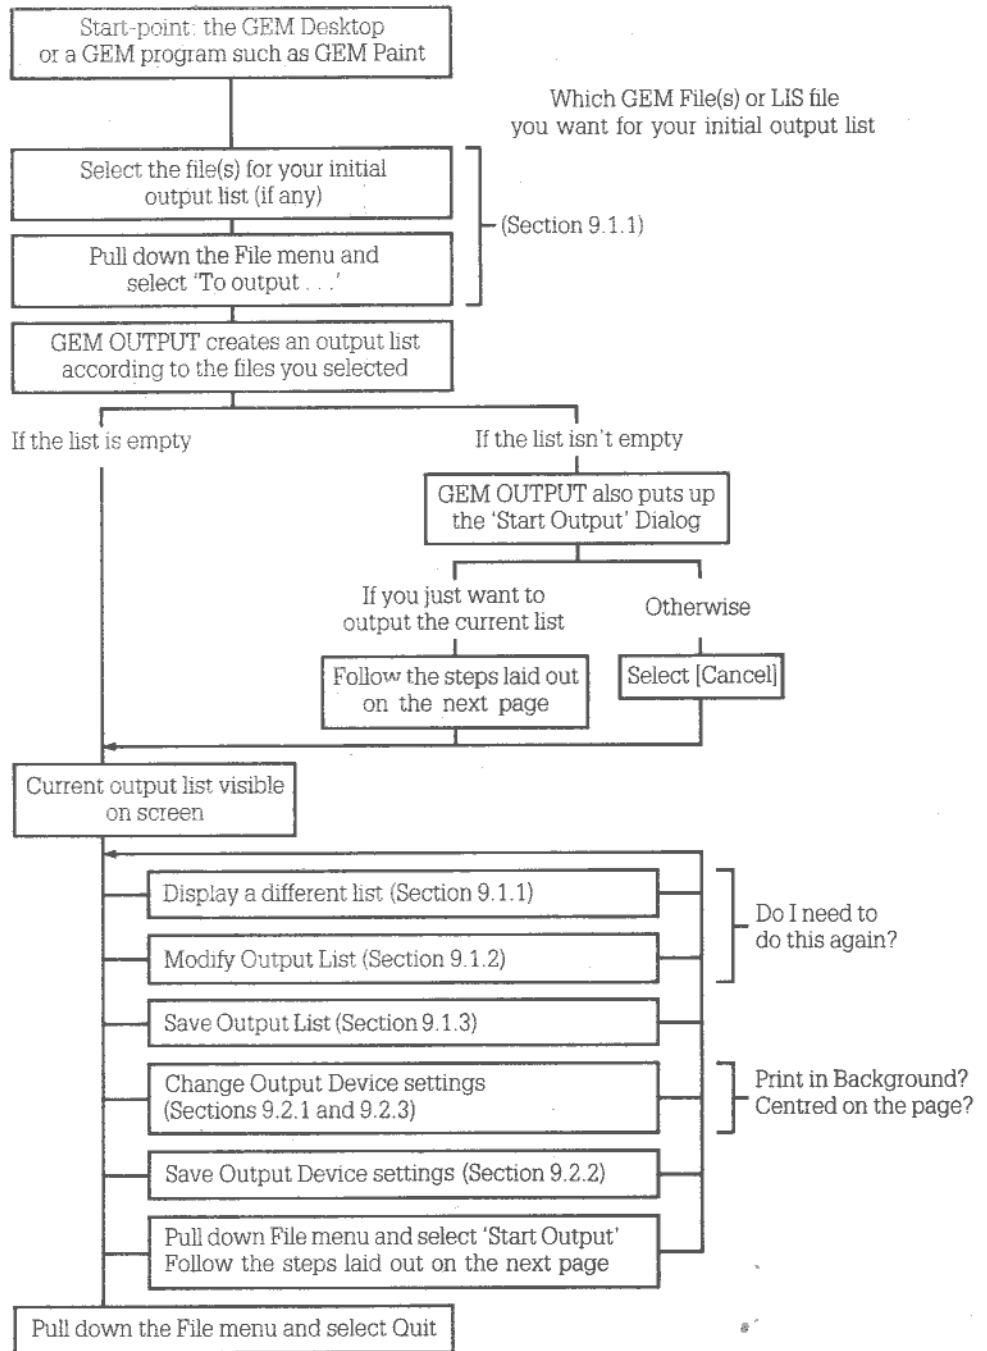 Start-point: the GEM Desktop
or a GEM program such as GEM Paint
Which GEM File(s) or LIS file
you want for your initial output list
Select the file(s) for your initial
output list (if any)
(Section 9.1.1)
Pull down the File menu and
select 'To output . . .'
GEM OUTPUT creates an output list
according to the files you selected
If the list is empty
If the list isn't empty
GEM OUTPUT also puts up
the 'Start Output' Dialog
If you just want to
output the current list
Otherwise
Follow the steps laid out
on the next page
Select [Cancel]
Current output list visible
on screen
Display a different list (Section 9.1.1)
Modify Output List (Section 9.1.2)
Do I need to
do this again?
Save Output List (Section 9.1.3)
Change Output Device settings
(Sections 9.2.1 and 9.2.3)
Print in Background?
Centred on the page?
Save Output Device settings (Section 9.2.2)
Pull down File menu and select 'Start Output'
Follow the steps laid out on the next page
Pull down the File menu and select Quit